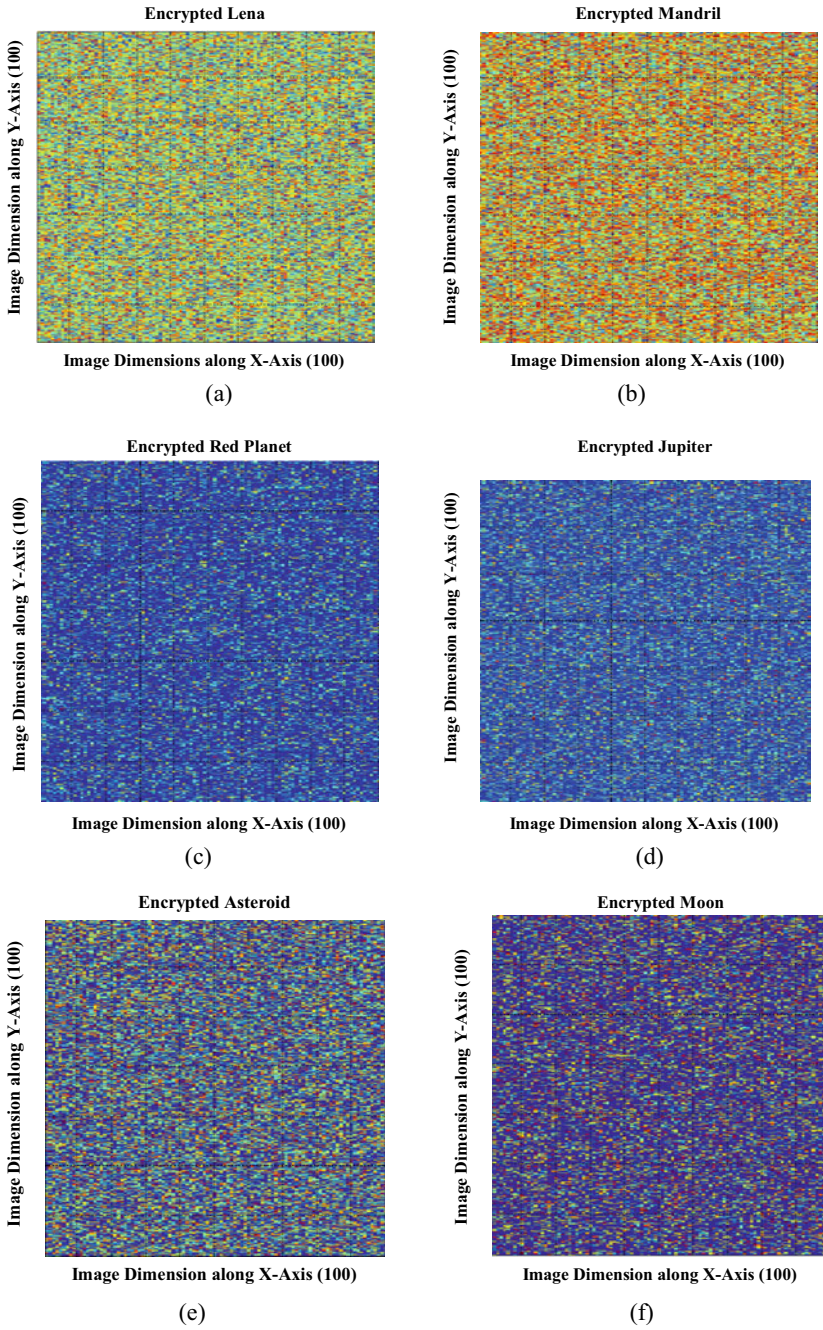 Encrypted Lena
Image Dimension along Y-Axis (100)
Image Dimensions along X-Axis (100)
(a)
Encrypted Mandril
Image Dimension along Y-Axis (100)
Image Dimension along X-Axis (100)
(b)
Encrypted Red Planet
Image Dimension along Y-Axis (100)
Image Dimension along X-Axis (100)
(c)
Encrypted Jupiter
Image Dimension along Y-Axis (100)
Image Dimension along X-Axis (100)
(d)
Encrypted Asteroid
Image Dimension along Y-Axis (100)
Image Dimension along X-Axis (100)
(e)
Encrypted Moon
Image Dimension along Y-Axis (100)
Image Dimension along X-Axis (100)
(f)